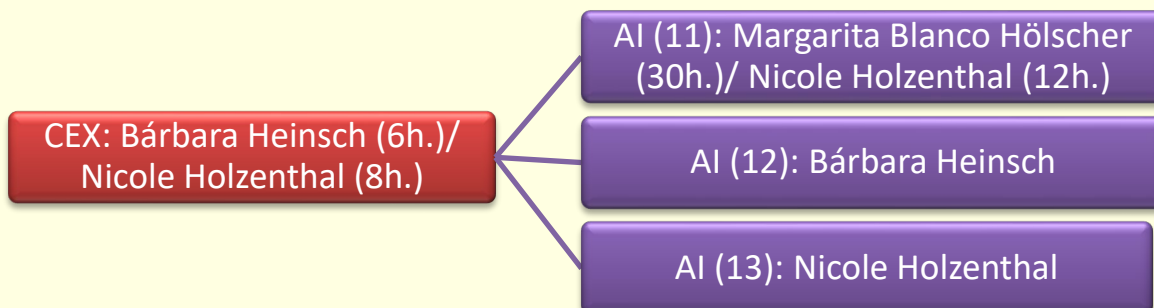 CEX: Bárbara Heinsch (6h.)/
Nicole Holzenthal (8h.)
AI (11): Margarita Blanco Hölscher
(30h.)/ Nicole Holzenthal (12h.)
AI (12): Bárbara Heinsch
AI (13): Nicole Holzenthal